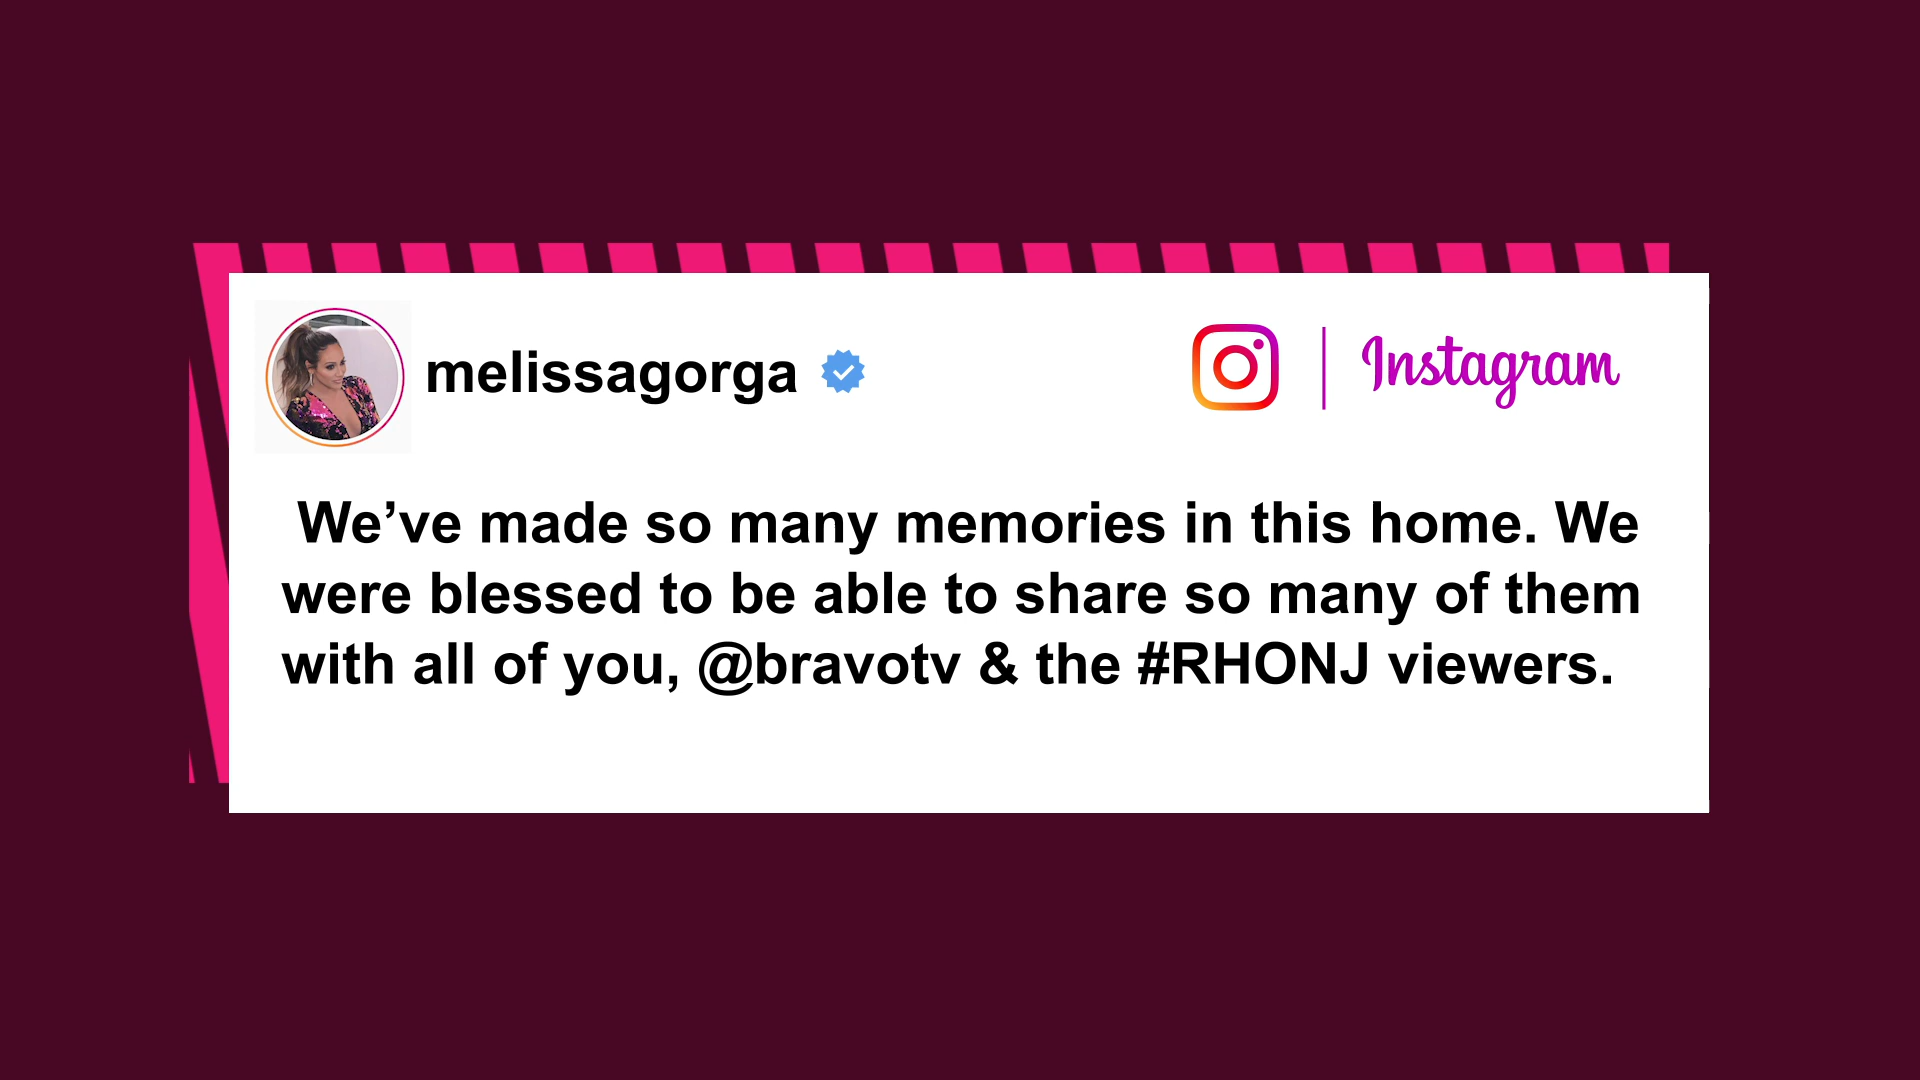 melissagorga
Instagram
We’ve made so many memories in this home. We
were blessed to be able to share so many of them
with all of you, @bravotv & the #RHONJ viewers.